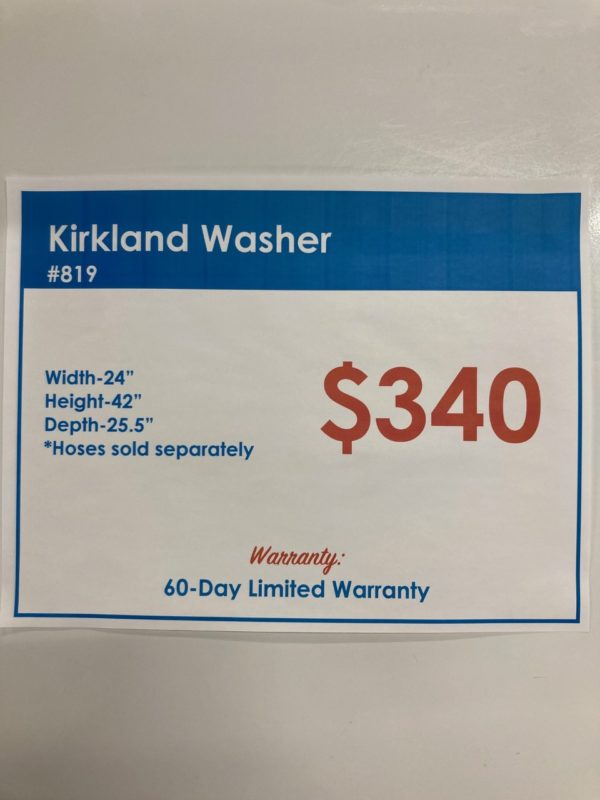 Kirkland Washer
#819
Width-24”
Height-42”
Depth-25.5”
*Hoses sold separately
$340
Warranty:
60-Day Limited Warranty